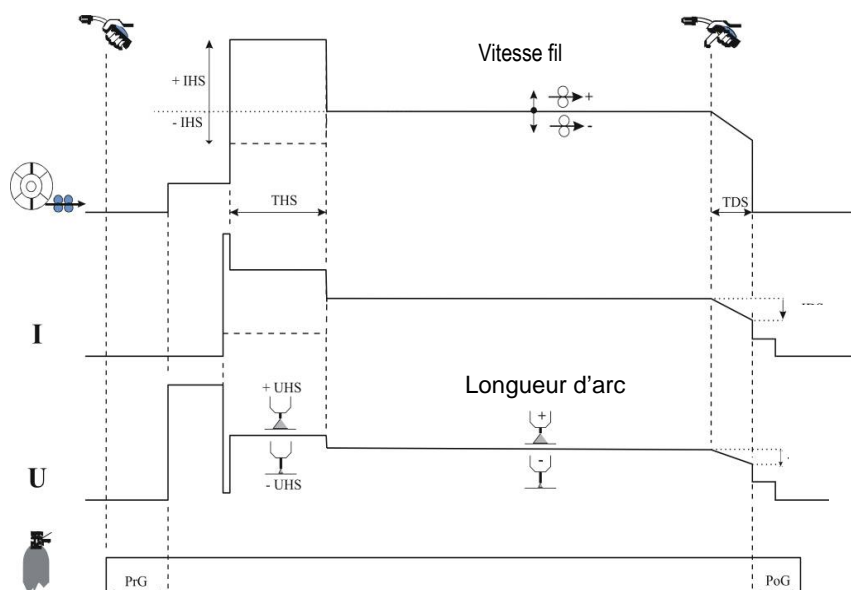 Vitesse fil
+ IHS
- IHS
+
-
THS
TDS
I
+ UHS
Longueur d'arc
+
-
U
- UHS
PrG
PoG